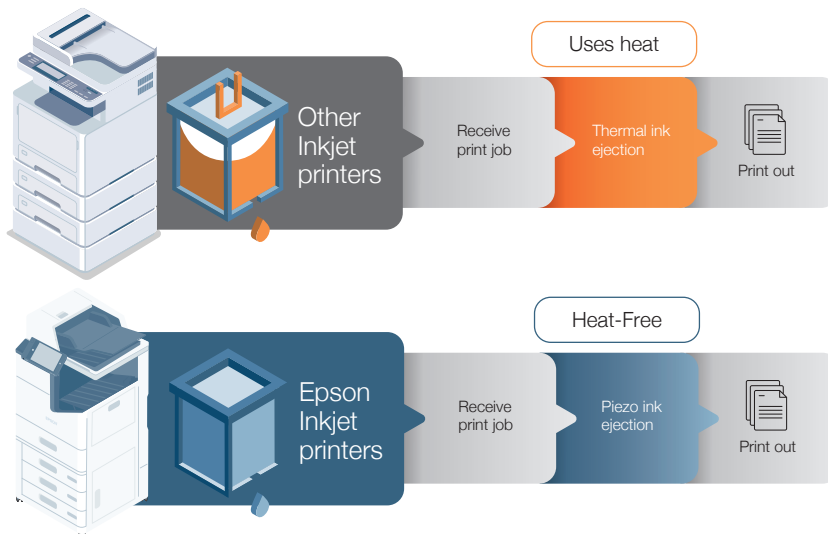 Uses heat
Other
Inkjet
printers
Receive
print job
Thermal ink
ejection
Print out
Heat-Free
Epson
Inkjet
printers
Receive
print job
Piezo ink
ejection
Print out